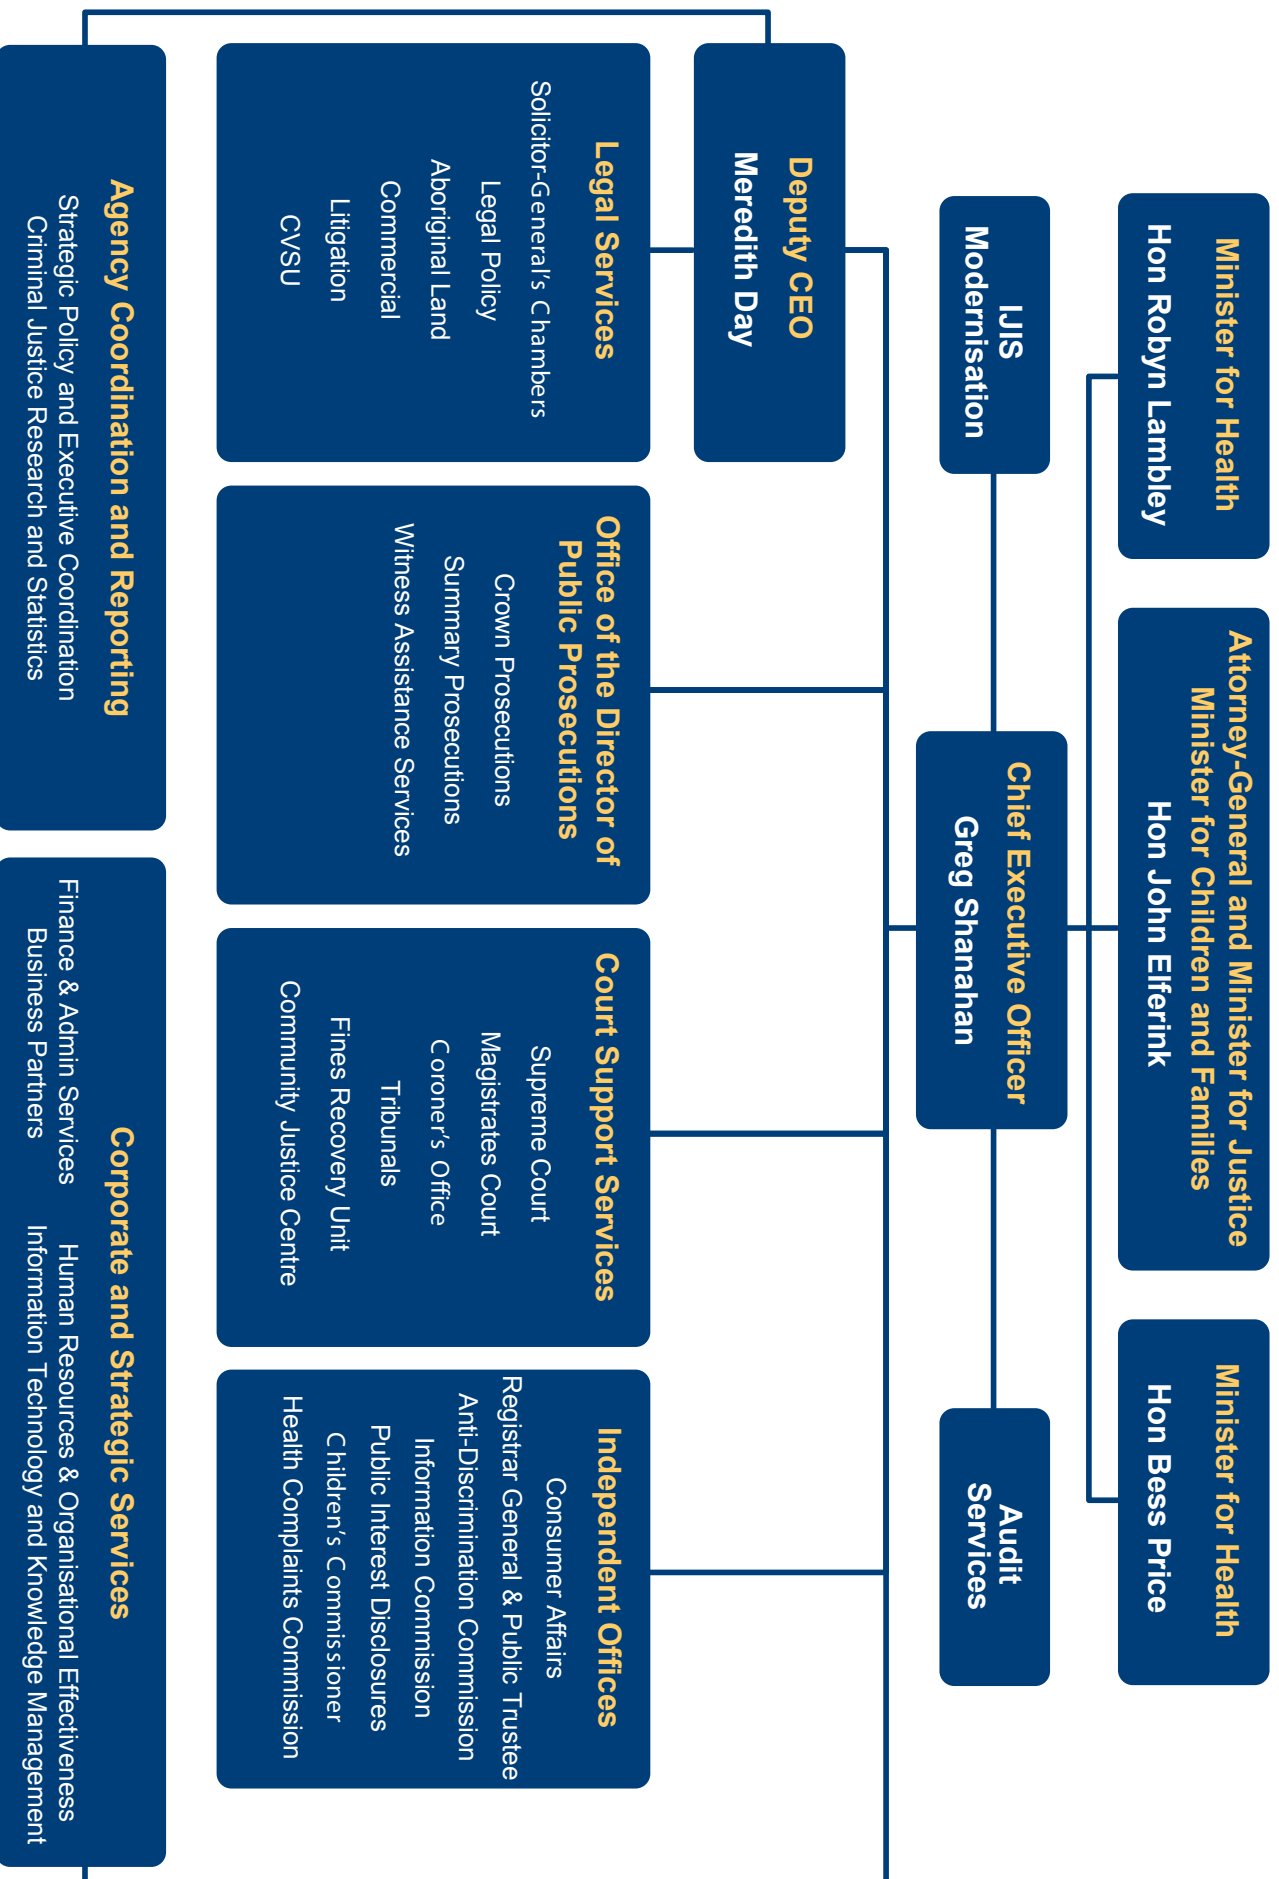 Minister for Health
Hon Robyn Lambley
Attorney-General and Minister for Justice
Minister for Children and Families
Hon John Elferink
Minister for Health
Hon Bess Price
IJIS
Modernisation
Chief Executive Officer
Greg Shanahan
Audit
Services
Deputy CEO
Meredith Day
Legal Services
Solicitor-General's Chambers
Legal Policy
Aboriginal Land
Commercial
Litigation
CVSU
Office of the Director of
Public Prosecutions
Crown Prosecutions
Summary Prosecutions
Witness Assistance Services
Court Support Services
Supreme Court
Magistrates Court
Coroner's Office
Tribunals
Fines Recovery Unit
Community Justice Centre
Independent Offices
Consumer Affairs
Registrar General & Public Trustee
Anti-Discrimination Commission
Information Commission
Public Interest Disclosures
Children's Commissioner
Health Complaints Commission
Agency Coordination and Reporting
Strategic Policy and Executive Coordination
Criminal Justice Research and Statistics
Corporate and Strategic Services
Finance & Admin Services
Business Partners
Human Resources & Organisational Effectiveness
Information Technology and Knowledge Management